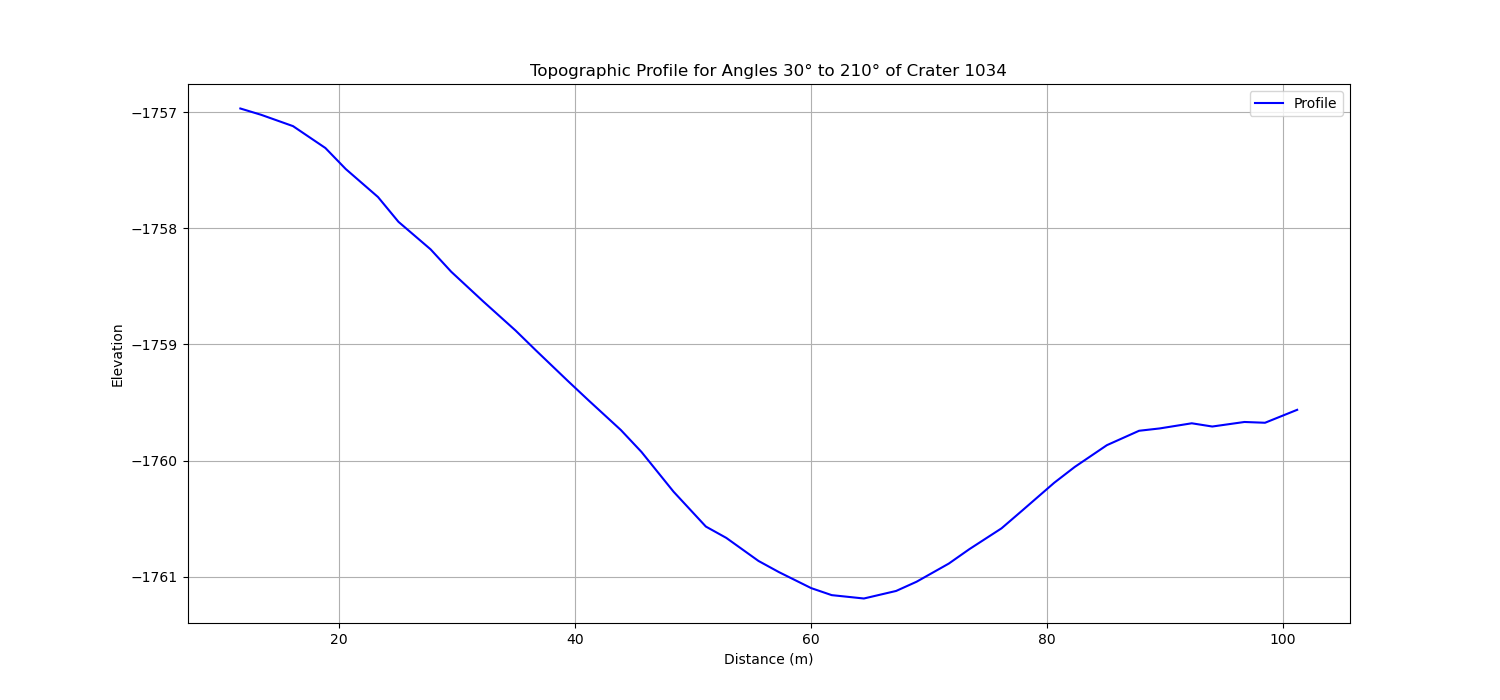 Topographic Profile for Angles 30° to 210° of Crater 1034
Profile
−1757
−1758
−1759
−1760
−1761
Elevation
20 40 60 80 100
Distance (m)